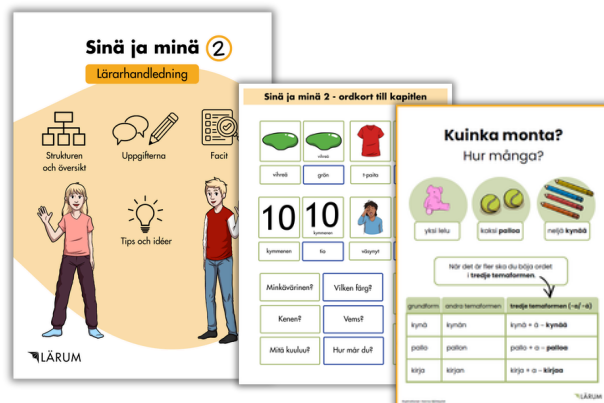 Sinä ja minä 2
Lärarhandledning
Strukturen
och översikt
Uppgifterna
Facit
Tips och idéer
LÄRUM
Sinä ja minä 2 - ordkort till kapitlen
vihreä
vihreä
grön
t-paita
10
10
kymmenen
kymmenen
tio
väsynyt
Minkävärinen?
Vilken färg?
Kenen?
Vems?
Mitä kuuluu?
Hur mår du?
Kuinka monta?
Hur många?
yksi lelu
kaksi palloa
neljä kynää
När det är fler ska du böja ordet
i tredje temaformen.
grundform
andra temaformen
tredje temaformen (-a/-ä)
kynä
kynän
kynä + ä - kynää
pallo
pallon
pallo + a - palloa
kirja
kirjan
kirja + a - kirjaa
LÄRUM